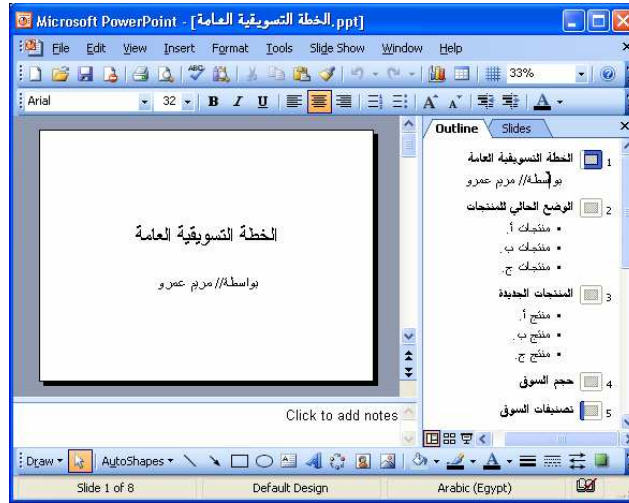 Microsoft PowerPoint - [الخطة التسويقية العامة.ppt]
File Edit View Insert Format Tools Slide Show Window Help
33%
Arial 32 B I U A A A
Outline Slides
1 الخطة التسويقية العامة
بواسطة// مريم عمرو
2 الوضع الحالي للمنتجات
▪ منتجات أ.
▪ منتجات ب.
▪ منتجات ج.
3 المنتجات الجديدة
▪ منتج أ.
▪ منتج ب.
▪ منتج ج.
4 حجم السوق
5 تصنيفات السوق
الخطة التسويقية العامة
بواسطة// مريم عمرو
Click to add notes
Draw AutoShapes A
Slide 1 of 8 Default Design Arabic (Egypt)